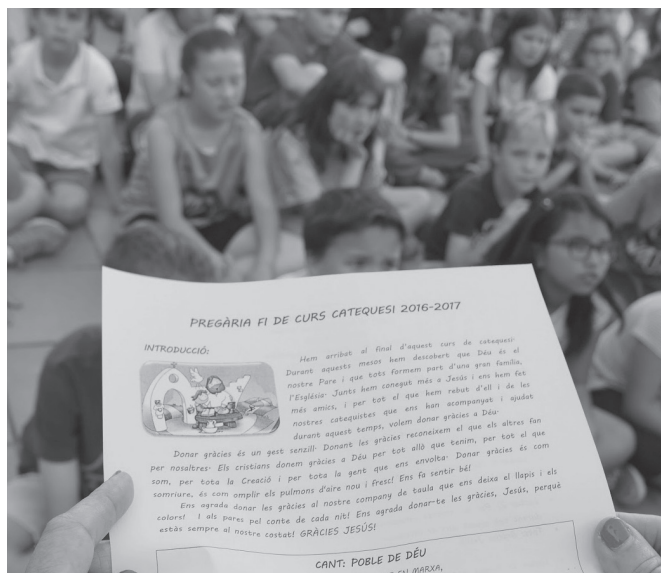 PREGÀRIA FI DE CURS CATEQUESI 2016-2017
INTRODUCCIÓ:
Hem arribat al final d'aquest curs de catequesi·
Durant aquests mesos hem descobert que Déu és el
nostre Pare i que tots formem part d'una gran família,
l'Església· Junts hem conegut més a Jesús i ens hem fet
més amics, i per tot el que hem rebut d'ell i de les
nostres catequistes que ens han acompanyat i ajudat
durant aquest temps, volem donar gràcies a Déu·
Donar gràcies és un gest senzill· Donant les gràcies reconeixem el que els altres fan
per nosaltres· Els cristians donem gràcies a Déu per tot allò que tenim, per tot el que
som, per tota la Creació i per tota la gent que ens envolta· Donar gràcies és com
somriure, és com omplir els pulmons d'aire nou i fresc! Ens fa sentir bé!
Ens agrada donar les gràcies al nostre company de taula que ens deixa el llapis i els
colors! I als pares pel conte de cada nit! Ens agrada donar-te les gràcies, Jesús, perquè
estàs sempre al nostre costat! GRÀCIES JESÚS!
CANT: POBLE DE DÉU
EN MARXA,